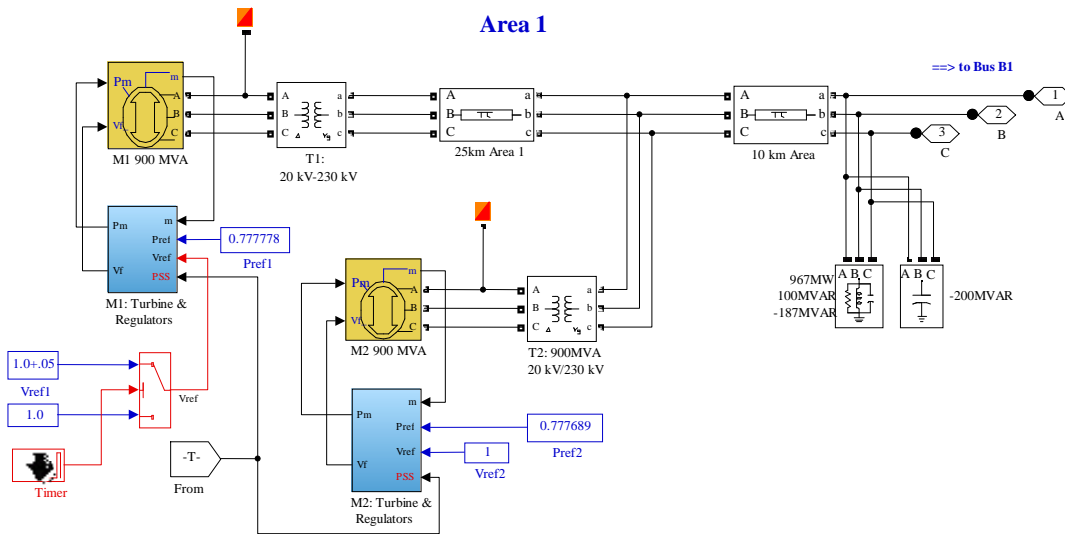 Area 1
==> to Bus B1
Pm
m
A
B
C
Vf
M1 900 MVA
A
B
C
a
b
c
Δ
Yg
T1:
20 kV-230 kV
A
B
C
a
b
c
25km Area 1
A
B
C
a
b
c
10 km Area
1
A
2
B
3
C
Pm
Vf
m
Pref
Vref
PSS
M1: Turbine &
Regulators
0.777778
Pref1
Pm
m
A
B
C
Vf
M2 900 MVA
A
B
C
a
b
c
Δ
Yg
T2: 900MVA
20 kV/230 kV
967MW
100MVAR
-187MVAR
A B C
A B C
-200MVAR
1.0+.05
Vref1
1.0
Vref
Timer
-T-
From
Pm
Vf
m
Pref
Vref
PSS
M2: Turbine &
Regulators
0.777689
Pref2
1
Vref2